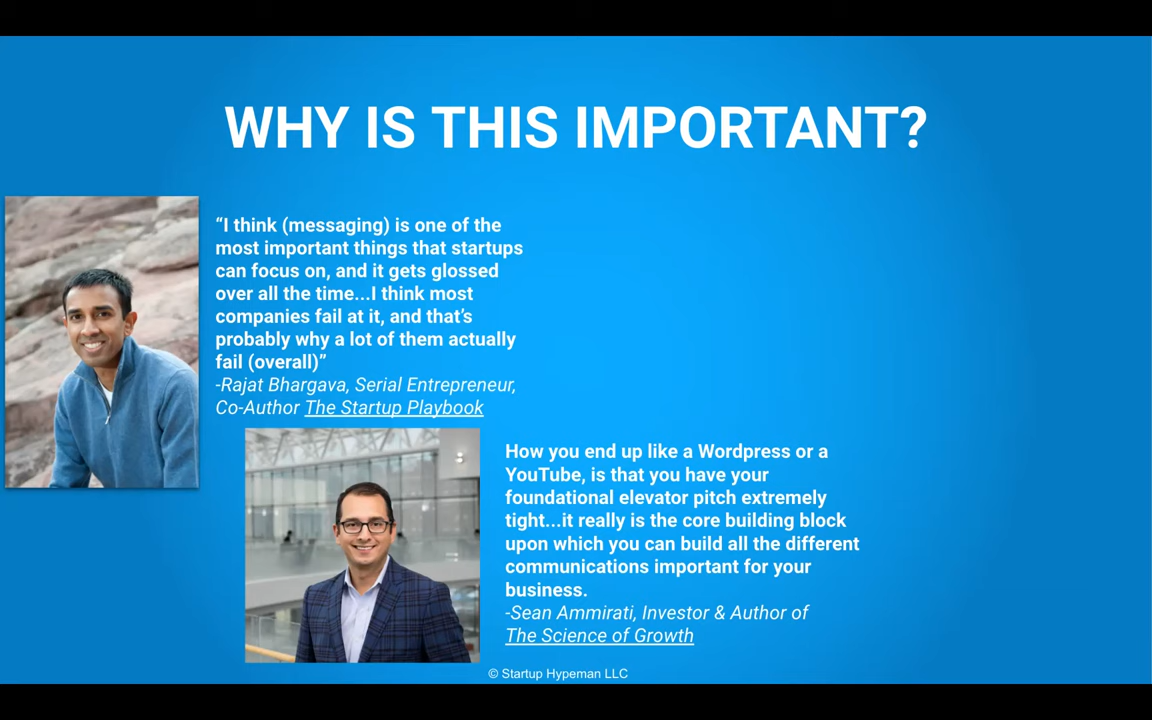 WHY IS THIS IMPORTANT?
“I think (messaging) is one of the
most important things that startups
can focus on, and it gets glossed
over all the time...I think most
companies fail at it, and that’s
probably why a lot of them actually
fail (overall)”
-Rajat Bhargava, Serial Entrepreneur,
Co-Author The Startup Playbook
How you end up like a Wordpress or a
YouTube, is that you have your
foundational elevator pitch extremely
tight...it really is the core building block
upon which you can build all the different
communications important for your
business.
-Sean Ammirati, Investor & Author of
The Science of Growth
© Startup Hypeman LLC